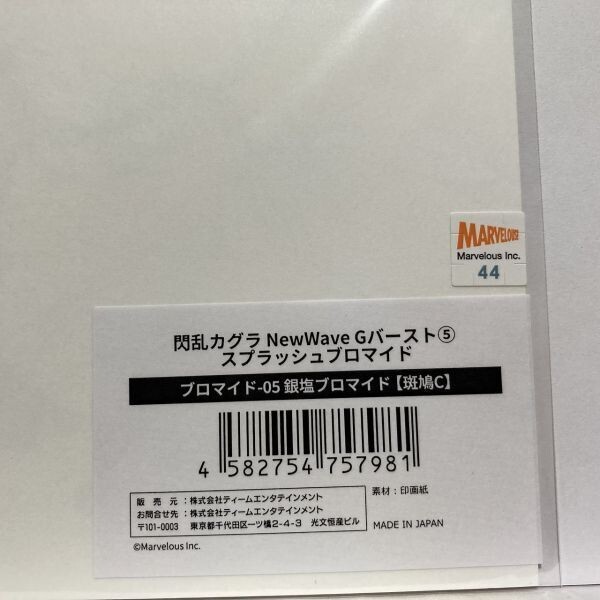 MARVELOUS!
Marvelous Inc.
44
閃乱カグラ NewWave Gバースト⑤
スプラッシュブロマイド
ブロマイド-05 銀塩ブロマイド【斑鳩C】
4 582754 757981
販 売 元 : 株式会社ティームエンタテインメント
お問合せ先 : 株式会社ティームエンタテインメント
〒101-0003 東京都千代田区一ツ橋2-4-3 光文恒産ビル
素材 : 印画紙
MADE IN JAPAN
©Marvelous Inc.